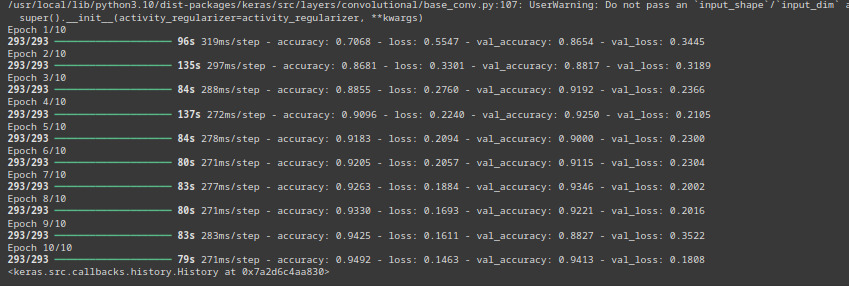 /usr/local/lib/python3.10/dist-packages/keras/src/layers/convolutional/base_conv.py:107: UserWarning: Do not pass an `input_shape`/`input_dim` a
super().__init__(activity_regularizer=activity_regularizer, **kwargs)
Epoch 1/10
293/293 96s 319ms/step - accuracy: 0.7068 - loss: 0.5547 - val_accuracy: 0.8654 - val_loss: 0.3445
Epoch 2/10
293/293 135s 297ms/step - accuracy: 0.8681 - loss: 0.3301 - val_accuracy: 0.8817 - val_loss: 0.3189
Epoch 3/10
293/293 84s 288ms/step - accuracy: 0.8855 - loss: 0.2760 - val_accuracy: 0.9192 - val_loss: 0.2366
Epoch 4/10
293/293 137s 272ms/step - accuracy: 0.9096 - loss: 0.2240 - val_accuracy: 0.9250 - val_loss: 0.2105
Epoch 5/10
293/293 84s 278ms/step - accuracy: 0.9183 - loss: 0.2094 - val_accuracy: 0.9000 - val_loss: 0.2300
Epoch 6/10
293/293 80s 271ms/step - accuracy: 0.9205 - loss: 0.2057 - val_accuracy: 0.9115 - val_loss: 0.2304
Epoch 7/10
293/293 83s 277ms/step - accuracy: 0.9263 - loss: 0.1884 - val_accuracy: 0.9346 - val_loss: 0.2002
Epoch 8/10
293/293 80s 271ms/step - accuracy: 0.9330 - loss: 0.1693 - val_accuracy: 0.9221 - val_loss: 0.2016
Epoch 9/10
293/293 83s 283ms/step - accuracy: 0.9425 - loss: 0.1611 - val_accuracy: 0.8827 - val_loss: 0.3522
Epoch 10/10
293/293 79s 271ms/step - accuracy: 0.9492 - loss: 0.1463 - val_accuracy: 0.9413 - val_loss: 0.1808
<keras.src.callbacks.history.History at 0x7a2d6c4aa830>